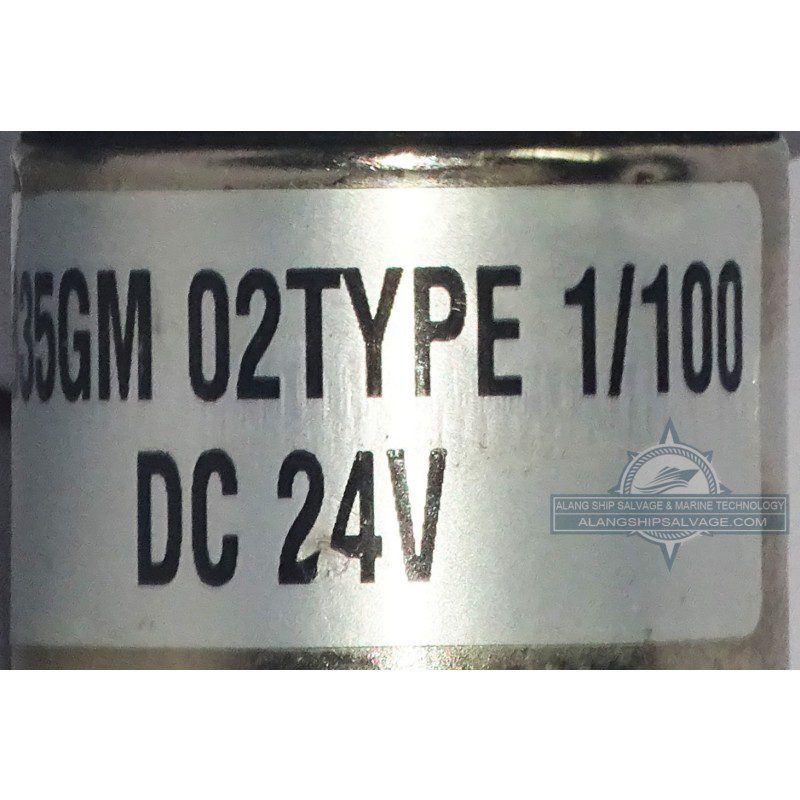 35GM 02TYPE 1/100
DC 24V
ALANG SHIP SALVAGE & MARINE TECHNOLOGY
ALANGSHIPSALVAGE.COM